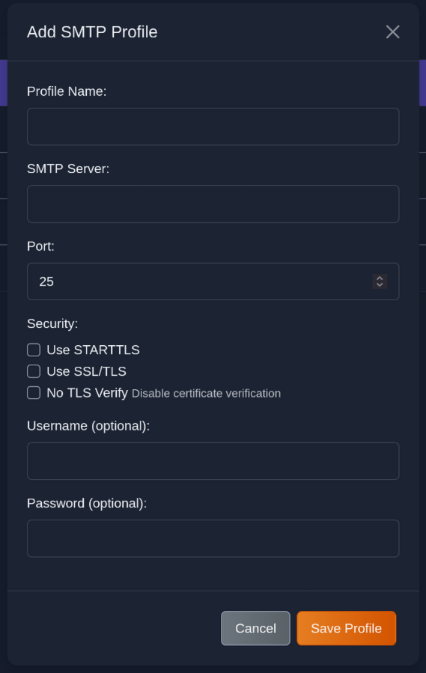 Add SMTP Profile
Profile Name:
SMTP Server:
Port:
25
Security:
Use STARTTLS
Use SSL/TLS
No TLS Verify Disable certificate verification
Username (optional):
Password (optional):
Cancel Save Profile